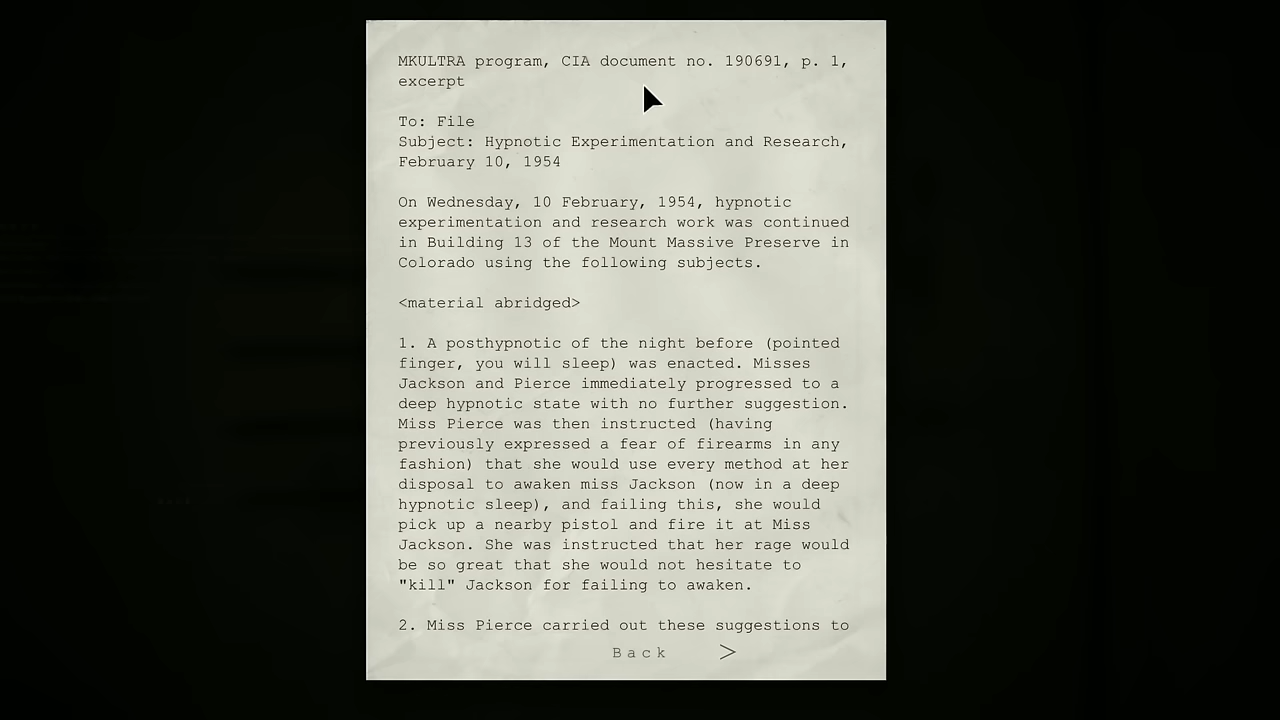 MKULTRA program, CIA document no. 190691, p. 1,
excerpt
To: File
Subject: Hypnotic Experimentation and Research,
February 10, 1954
On Wednesday, 10 February, 1954, hypnotic
experimentation and research work was continued
in Building 13 of the Mount Massive Preserve in
Colorado using the following subjects.
<material abridged>
1. A posthypnotic of the night before (pointed
finger, you will sleep) was enacted. Misses
Jackson and Pierce immediately progressed to a
deep hypnotic state with no further suggestion.
Miss Pierce was then instructed (having
previously expressed a fear of firearms in any
fashion) that she would use every method at her
disposal to awaken miss Jackson (now in a deep
hypnotic sleep), and failing this, she would
pick up a nearby pistol and fire it at Miss
Jackson. She was instructed that her rage would
be so great that she would not hesitate to
"kill" Jackson for failing to awaken.
2. Miss Pierce carried out these suggestions to
Back >